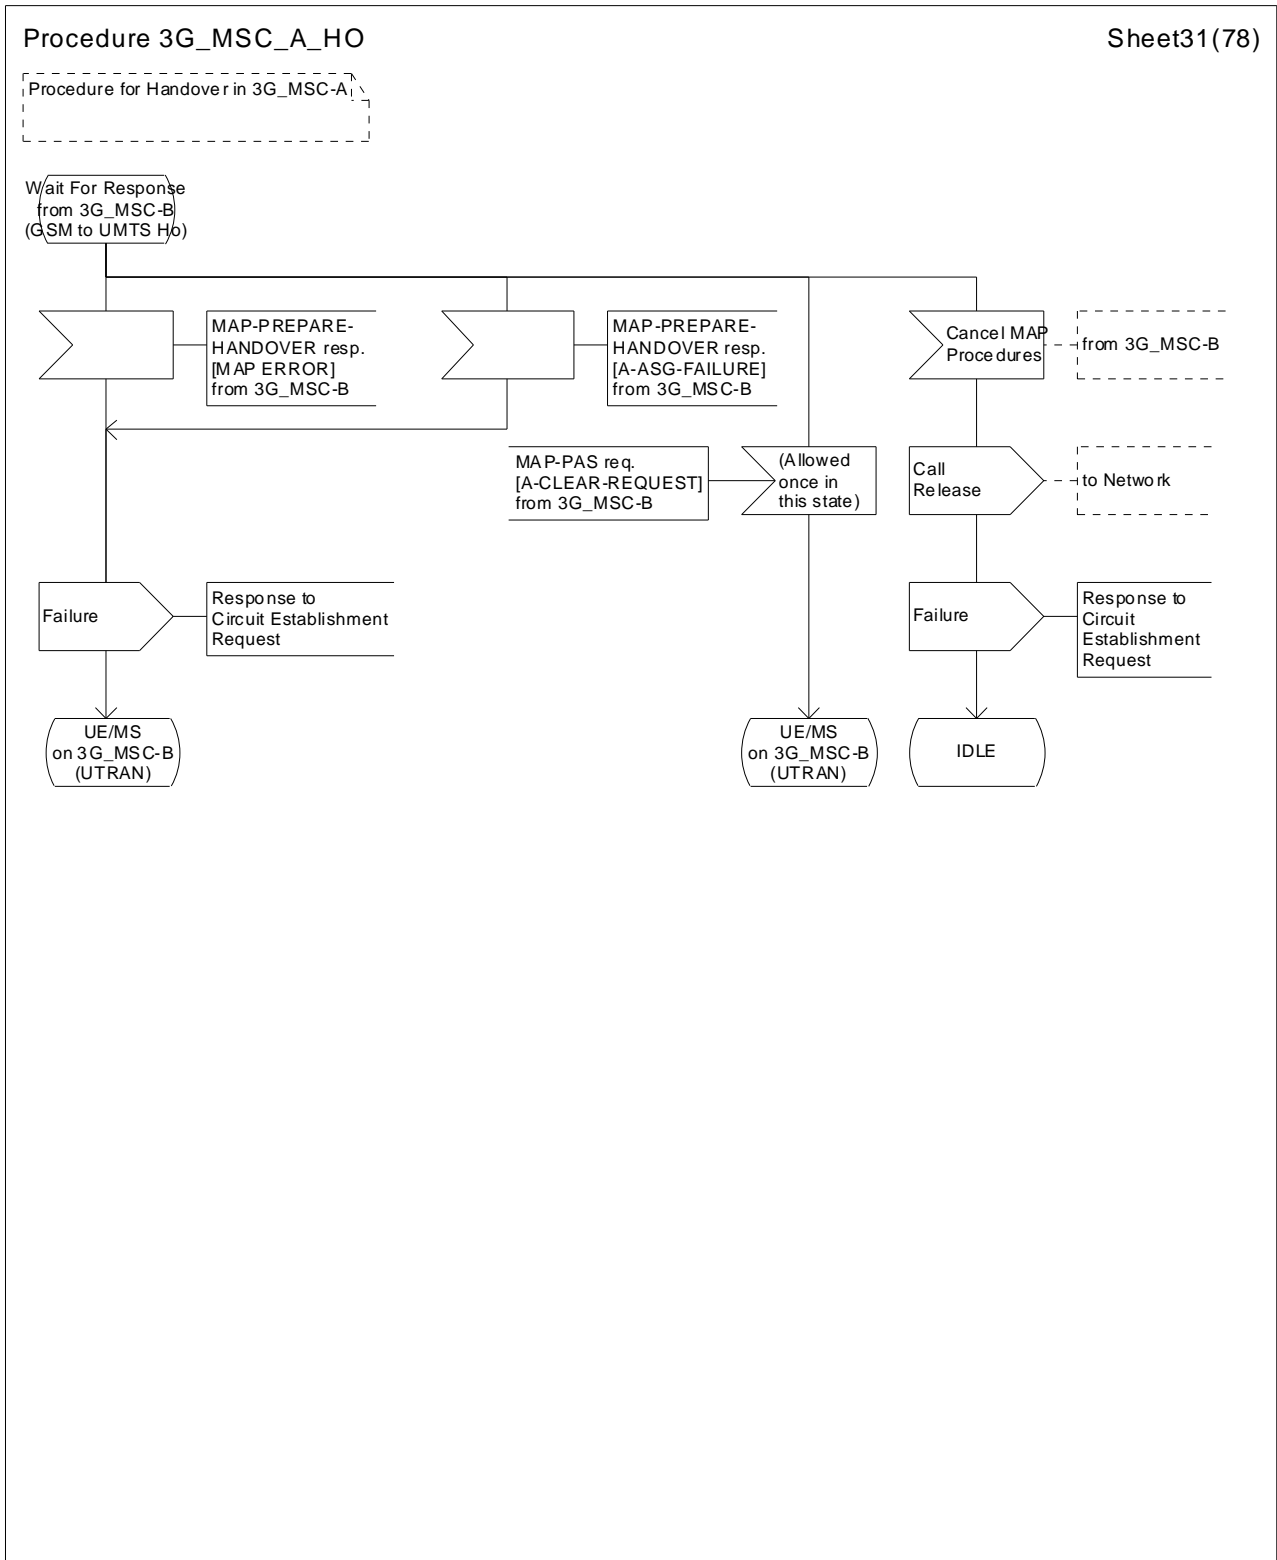 Procedure 3G_MSC_A_HO
Sheet31(78)
Procedure for Handover in 3G_MSC-A
Wait For Response
from 3G_MSC-B
(GSM to UMTS Ho)
MAP-PREPARE-
HANDOVER resp.
[MAP ERROR]
from 3G_MSC-B
MAP-PREPARE-
HANDOVER resp.
[A-ASG-FAILURE]
from 3G_MSC-B
Cancel MAP
Procedures
from 3G_MSC-B
MAP-PAS req.
[A-CLEAR-REQUEST]
from 3G_MSC-B
(Allowed
once in
this state)
Call
Release
to Network
Failure
Response to
Circuit Establishment
Request
Failure
Response to
Circuit
Establishment
Request
UE/MS
on 3G_MSC-B
(UTRAN)
UE/MS
on 3G_MSC-B
(UTRAN)
IDLE